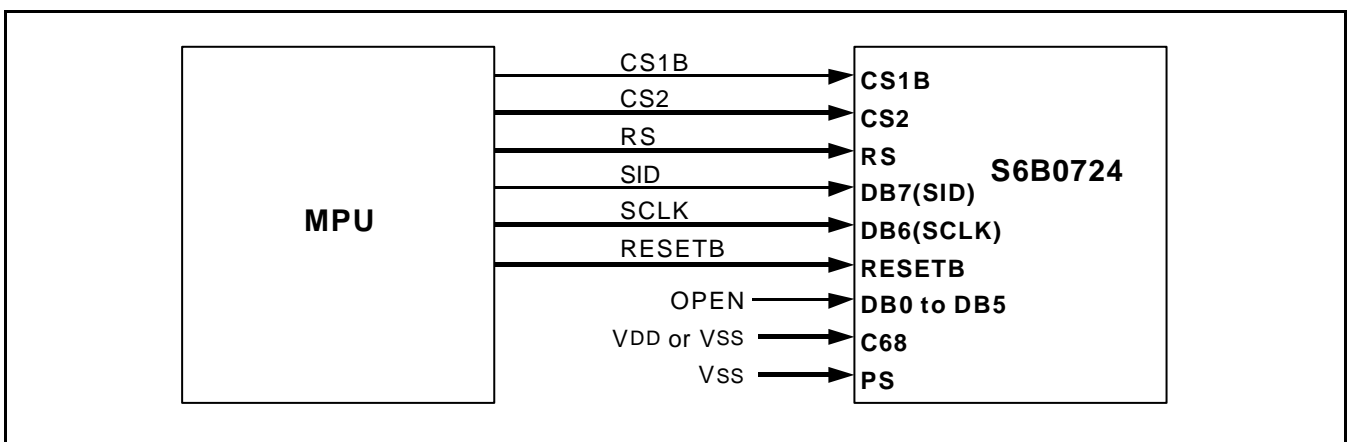 MPU
CS1B
CS2
RS
SID
SCLK
RESETB
OPEN
VDD or VSS
VSS
CS1B
CS2
RS
DB7(SID)
DB6(SCLK)
RESETB
DB0 to DB5
C68
PS
S6B0724